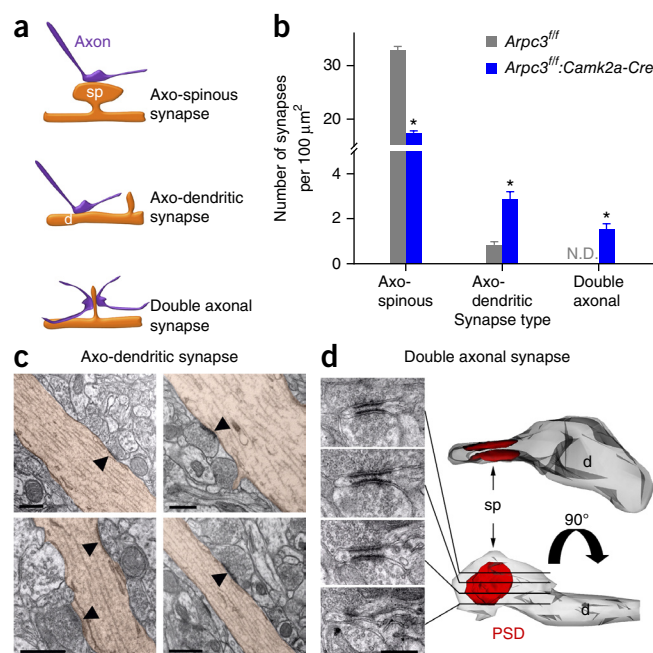 a
Axon
sp
Axo-spinous
synapse
d
Axo-dendritic
synapse
Double axonal
synapse
b
Number of synapses
per 100 μm²
30
20
4
2
0
Arpc3f/f
Arpc3f/f:Camk2a-Cre
*
*
N.D.
*
Axo-
spinous
Axo-
dendritic
Double
axonal
Synapse type
c
Axo-dendritic synapse
d
Double axonal synapse
d
sp
90°
d
PSD